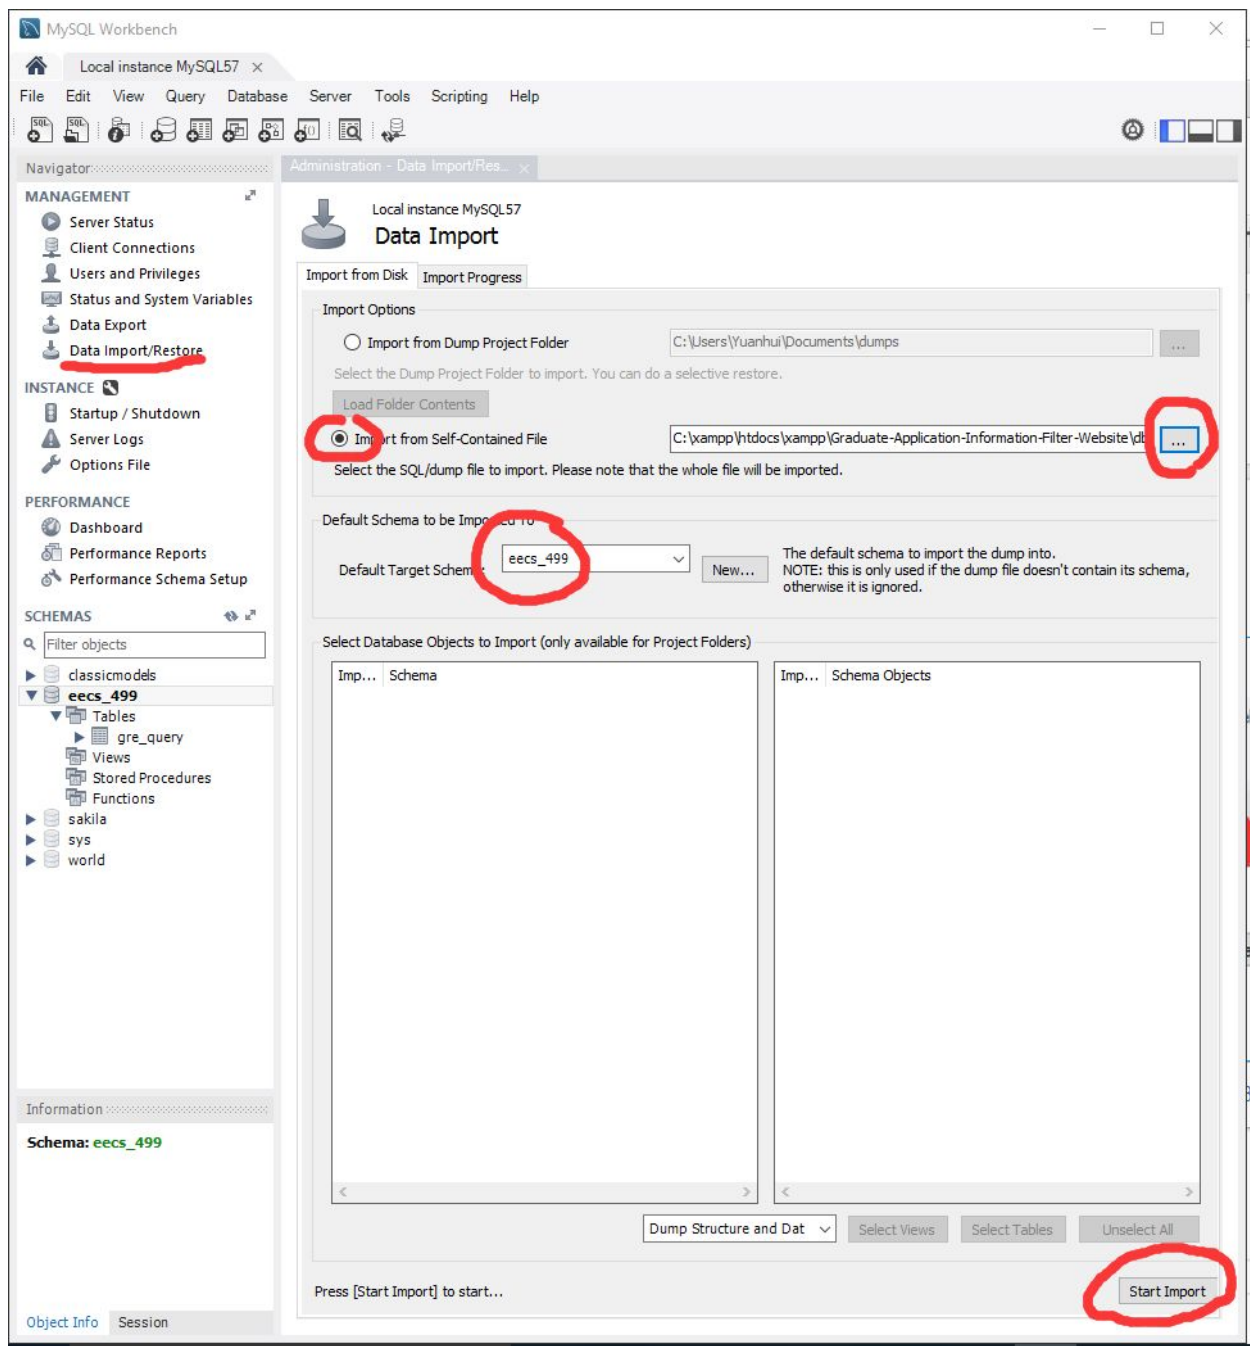 MySQL Workbench
Local instance MySQL57
File Edit View Query Database Server Tools Scripting Help
Navigator
MANAGEMENT
Server Status
Client Connections
Users and Privileges
Status and System Variables
Data Export
Data Import/Restore
INSTANCE
Startup / Shutdown
Server Logs
Options File
PERFORMANCE
Dashboard
Performance Reports
Performance Schema Setup
SCHEMAS
Filter objects
classicmodels
eecs_499
Tables
gre_query
Views
Stored Procedures
Functions
sakila
sys
world
Information
Schema: eecs_499
Object Info Session
Administration - Data Import/Res...
Local instance MySQL57
Data Import
Import from Disk Import Progress
Import Options
Import from Dump Project Folder C:\Users\Yuanhui\Documents\dumps ...
Select the Dump Project Folder to import. You can do a selective restore.
Load Folder Contents
Import from Self-Contained File C:\xampp\htdocs\xampp\Graduate-Application-Information-Filter-Website\db ...
Select the SQL/dump file to import. Please note that the whole file will be imported.
Default Schema to be Imported To
Default Target Schema: eecs_499 New...
The default schema to import the dump into.
NOTE: this is only used if the dump file doesn't contain its schema,
otherwise it is ignored.
Select Database Objects to Import (only available for Project Folders)
Imp... Schema Imp... Schema Objects
Dump Structure and Dat Select Views Select Tables Unselect All
Press [Start Import] to start... Start Import